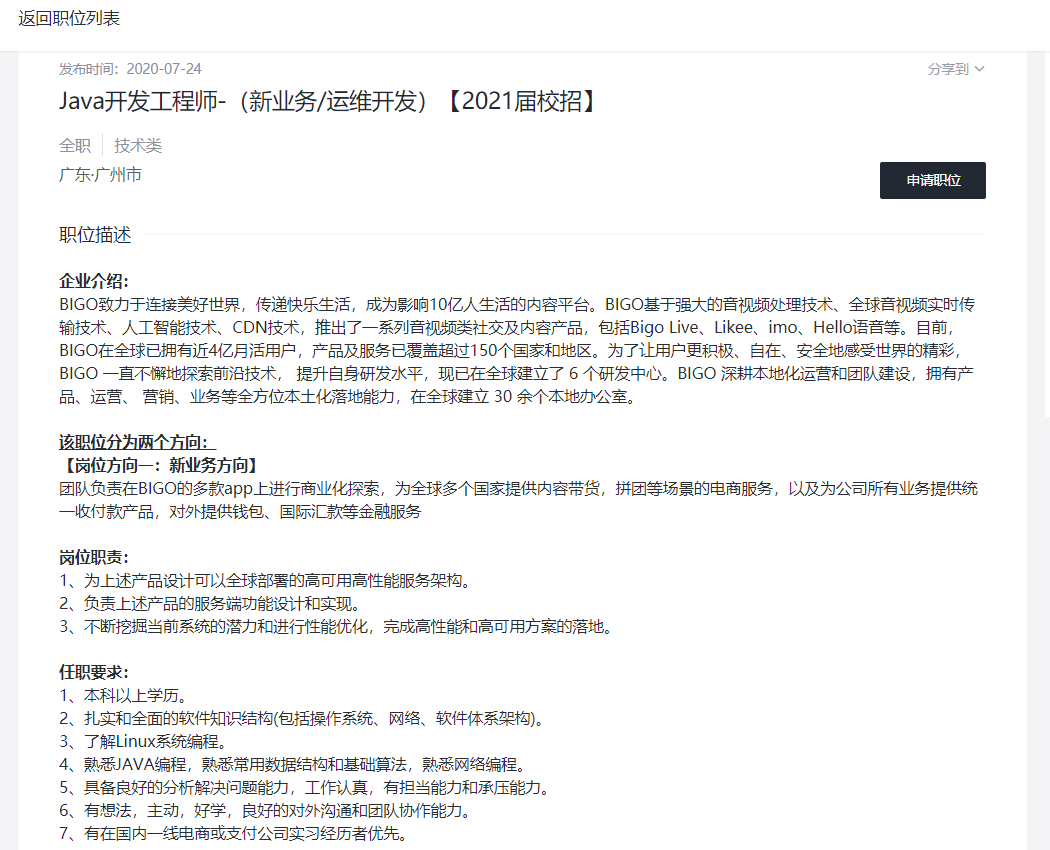 返回职位列表
发布时间：2020-07-24
分享到
Java开发工程师-（新业务/运维开发）【2021届校招】
全职 技术类
广东·广州市
申请职位
职位描述
企业介绍：
BIGO致力于连接美好世界，传递快乐生活，成为影响10亿人生活的内容平台。BIGO基于强大的音视频处理技术、全球音视频实时传
输技术、人工智能技术、CDN技术，推出了一系列音视频类社交及内容产品，包括Bigo Live、Likee、imo、Hello语音等。目前，
BIGO在全球已拥有近4亿月活用户，产品及服务已覆盖超过150个国家和地区。为了让用户更积极、自在、安全地感受世界的精彩，
BIGO 一直不懈地探索前沿技术， 提升自身研发水平，现已在全球建立了 6 个研发中心。BIGO 深耕本地化运营和团队建设，拥有产
品、运营、 营销、业务等全方位本土化落地能力，在全球建立 30 余个本地办公室。
该职位分为两个方向：
【岗位方向一：新业务方向】
团队负责在BIGO的多款app上进行商业化探索，为全球多个国家提供内容带货，拼团等场景的电商服务，以及为公司所有业务提供统
一收付款产品，对外提供钱包、国际汇款等金融服务
岗位职责：
1、为上述产品设计可以全球部署的高可用高性能服务架构。
2、负责上述产品的服务端功能设计和实现。
3、不断挖掘当前系统的潜力和进行性能优化，完成高性能和高可用方案的落地。
任职要求：
1、本科以上学历。
2、扎实和全面的软件知识结构(包括操作系统、网络、软件体系架构)。
3、了解Linux系统编程。
4、熟悉JAVA编程，熟悉常用数据结构和基础算法，熟悉网络编程。
5、具备良好的分析解决问题能力，工作认真，有担当能力和承压能力。
6、有想法，主动，好学，良好的对外沟通和团队协作能力。
7、有在国内一线电商或支付公司实习经历者优先。